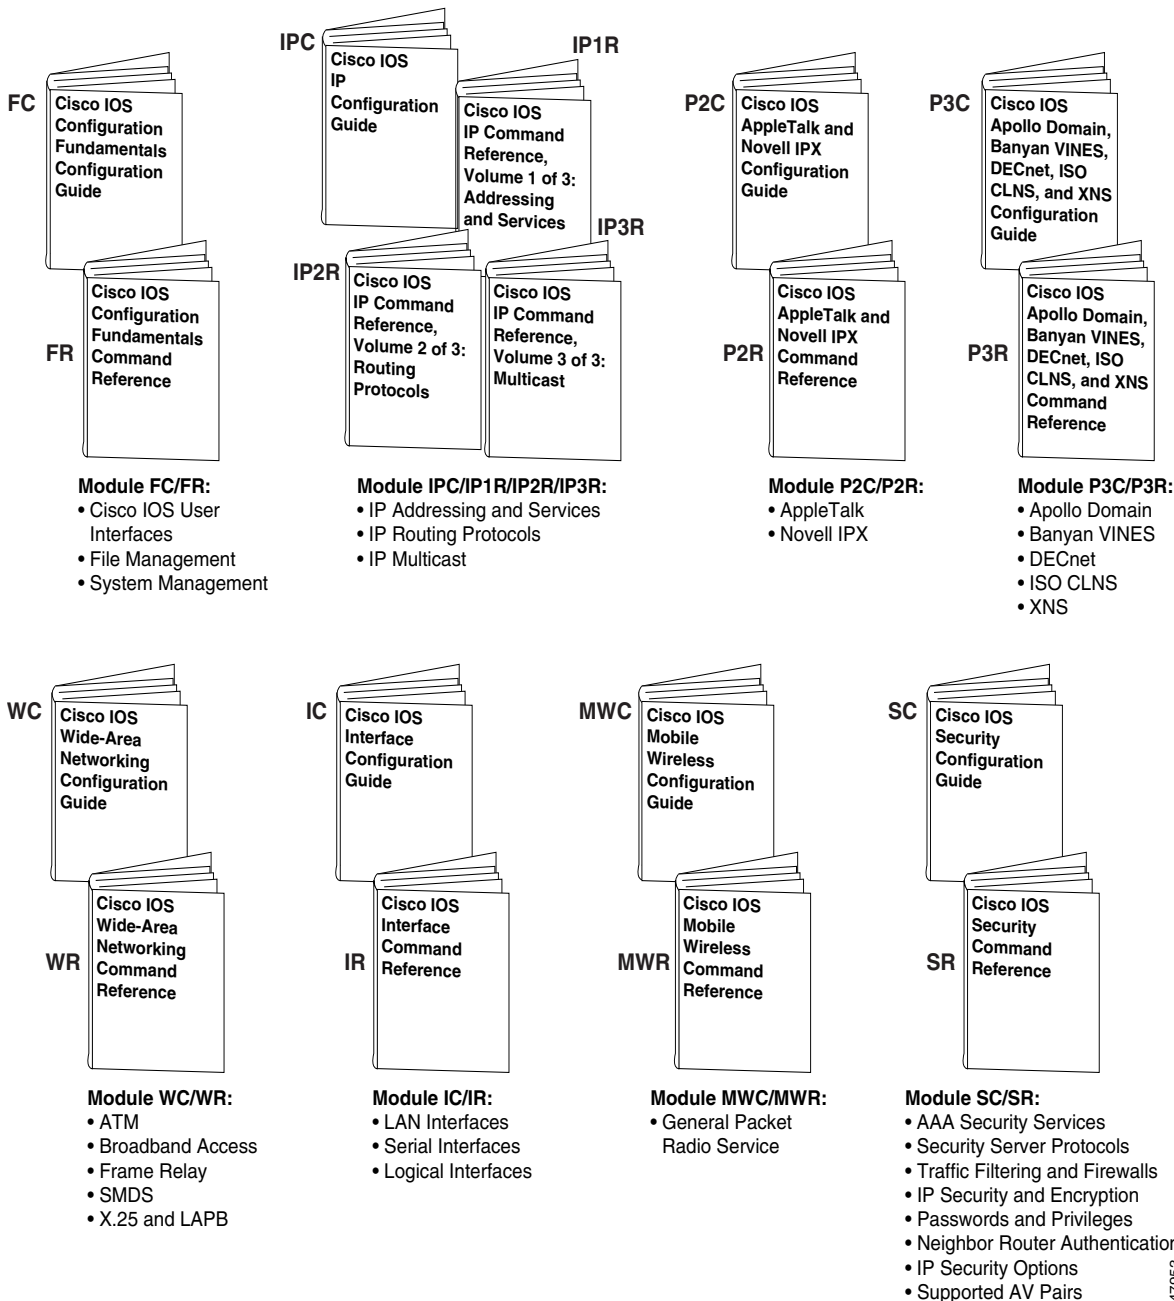 FC
Cisco IOS
Configuration
Fundamentals
Configuration
Guide
FR
Cisco IOS
Configuration
Fundamentals
Command
Reference
Module FC/FR:
• Cisco IOS User
Interfaces
• File Management
• System Management
IPC
Cisco IOS
IP
Configuration
Guide
IP1R
Cisco IOS
IP Command
Reference,
Volume 1 of 3:
Addressing
and Services
IP2R
Cisco IOS
IP Command
Reference,
Volume 2 of 3:
Routing
Protocols
IP3R
Cisco IOS
IP Command
Reference,
Volume 3 of 3:
Multicast
Module IPC/IP1R/IP2R/IP3R:
• IP Addressing and Services
• IP Routing Protocols
• IP Multicast
P2C
Cisco IOS
AppleTalk and
Novell IPX
Configuration
Guide
P2R
Cisco IOS
AppleTalk and
Novell IPX
Command
Reference
Module P2C/P2R:
• AppleTalk
• Novell IPX
P3C
Cisco IOS
Apollo Domain,
Banyan VINES,
DECnet, ISO
CLNS, and XNS
Configuration
Guide
P3R
Cisco IOS
Apollo Domain,
Banyan VINES,
DECnet, ISO
CLNS, and XNS
Command
Reference
Module P3C/P3R:
• Apollo Domain
• Banyan VINES
• DECnet
• ISO CLNS
• XNS
WC
Cisco IOS
Wide-Area
Networking
Configuration
Guide
WR
Cisco IOS
Wide-Area
Networking
Command
Reference
Module WC/WR:
• ATM
• Broadband Access
• Frame Relay
• SMDS
• X.25 and LAPB
IC
Cisco IOS
Interface
Configuration
Guide
IR
Cisco IOS
Interface
Command
Reference
Module IC/IR:
• LAN Interfaces
• Serial Interfaces
• Logical Interfaces
MWC
Cisco IOS
Mobile
Wireless
Configuration
Guide
MWR
Cisco IOS
Mobile
Wireless
Command
Reference
Module MWC/MWR:
• General Packet
Radio Service
SC
Cisco IOS
Security
Configuration
Guide
SR
Cisco IOS
Security
Command
Reference
Module SC/SR:
• AAA Security Services
• Security Server Protocols
• Traffic Filtering and Firewalls
• IP Security and Encryption
• Passwords and Privileges
• Neighbor Router Authentication
• IP Security Options
• Supported AV Pairs